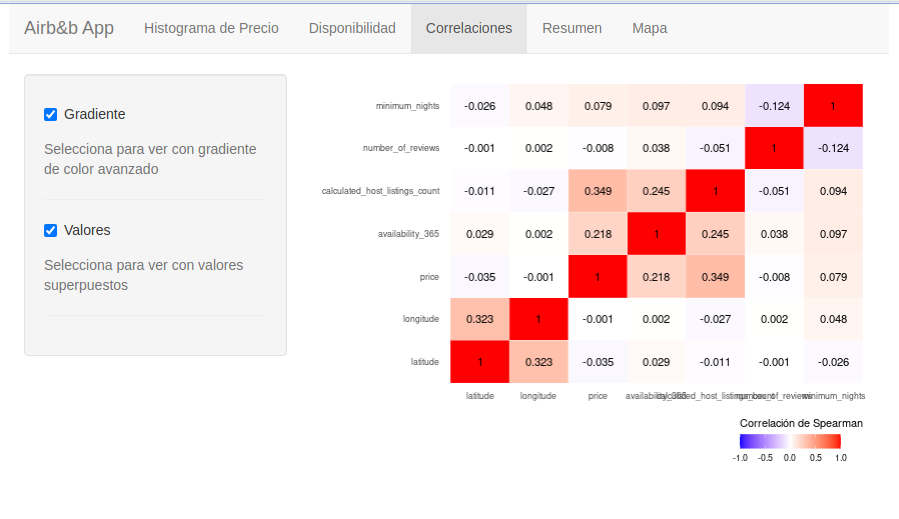 Airb&b App Histograma de Precio Disponibilidad Correlaciones Resumen Mapa
Gradiente
Selecciona para ver con gradiente
de color avanzado
Valores
Selecciona para ver con valores
superpuestos
minimum_nights -0.026 0.048 0.079 0.097 0.094 -0.124 1
number_of_reviews -0.001 0.002 -0.008 0.038 -0.051 1 -0.124
calculated_host_listings_count -0.011 -0.027 0.349 0.245 1 -0.051 0.094
availability_365 0.029 0.002 0.218 1 0.245 0.038 0.097
price -0.035 -0.001 1 0.218 0.349 -0.008 0.079
longitude 0.323 1 -0.001 0.002 -0.027 0.002 0.048
latitude 1 0.323 -0.035 0.029 -0.011 -0.001 -0.026
latitude longitude price availability_365 calculated_host_listings_count number_of_reviews minimum_nights
Correlación de Spearman
-1.0 -0.5 0.0 0.5 1.0